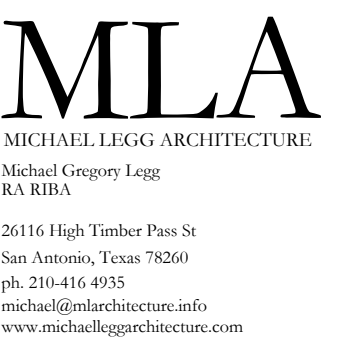 MLA
MICHAEL LEGG ARCHITECTURE
Michael Gregory Legg
RA RIBA
26116 High Timber Pass St
San Antonio, Texas 78260
ph. 210-416 4935
michael@mlarchitecture.info
www.michaelleggarchitecture.com